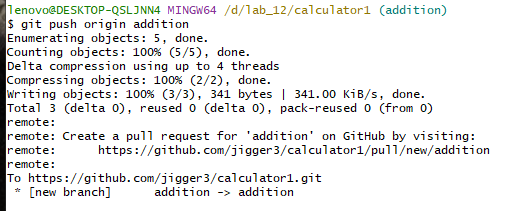 lenovo@DESKTOP-QSLJNN4 MINGW64 /d/lab_12/calculator1 (addition)
$ git push origin addition
Enumerating objects: 5, done.
Counting objects: 100% (5/5), done.
Delta compression using up to 4 threads
Compressing objects: 100% (2/2), done.
Writing objects: 100% (3/3), 341 bytes | 341.00 KiB/s, done.
Total 3 (delta 0), reused 0 (delta 0), pack-reused 0 (from 0)
remote:
remote: Create a pull request for 'addition' on GitHub by visiting:
remote:      https://github.com/jigger3/calculator1/pull/new/addition
remote:
To https://github.com/jigger3/calculator1.git
 * [new branch]      addition -> addition